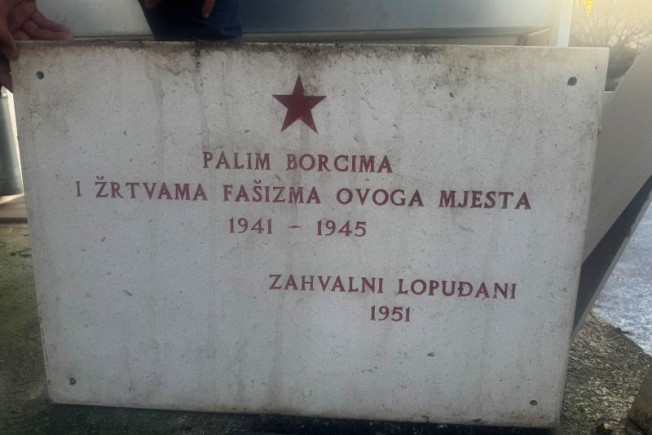 PALIM BORCIMA
I ŽRTVAMA FAŠIZMA OVOGA MJESTA
1941 – 1945
ZAHVALNI LOPUĐANI
1951